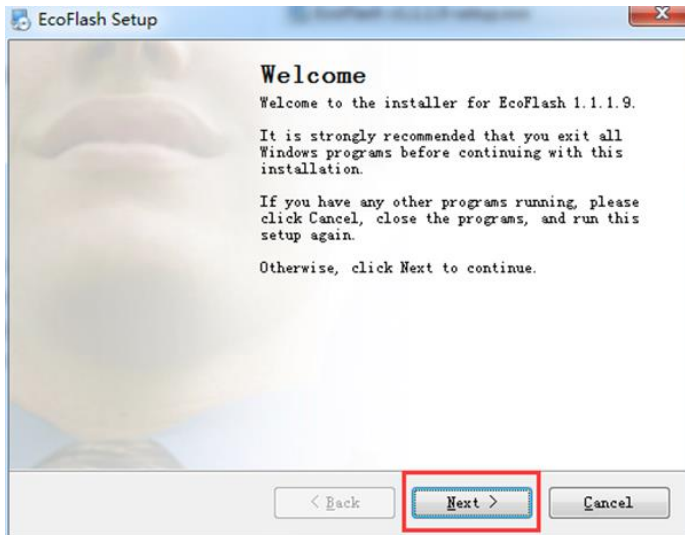 EcoFlash Setup
Welcome
Welcome to the installer for EcoFlash 1.1.1.9.
It is strongly recommended that you exit all
Windows programs before continuing with this
installation.
If you have any other programs running, please
click Cancel, close the programs, and run this
setup again.
Otherwise, click Next to continue.
< Back
Next >
Cancel